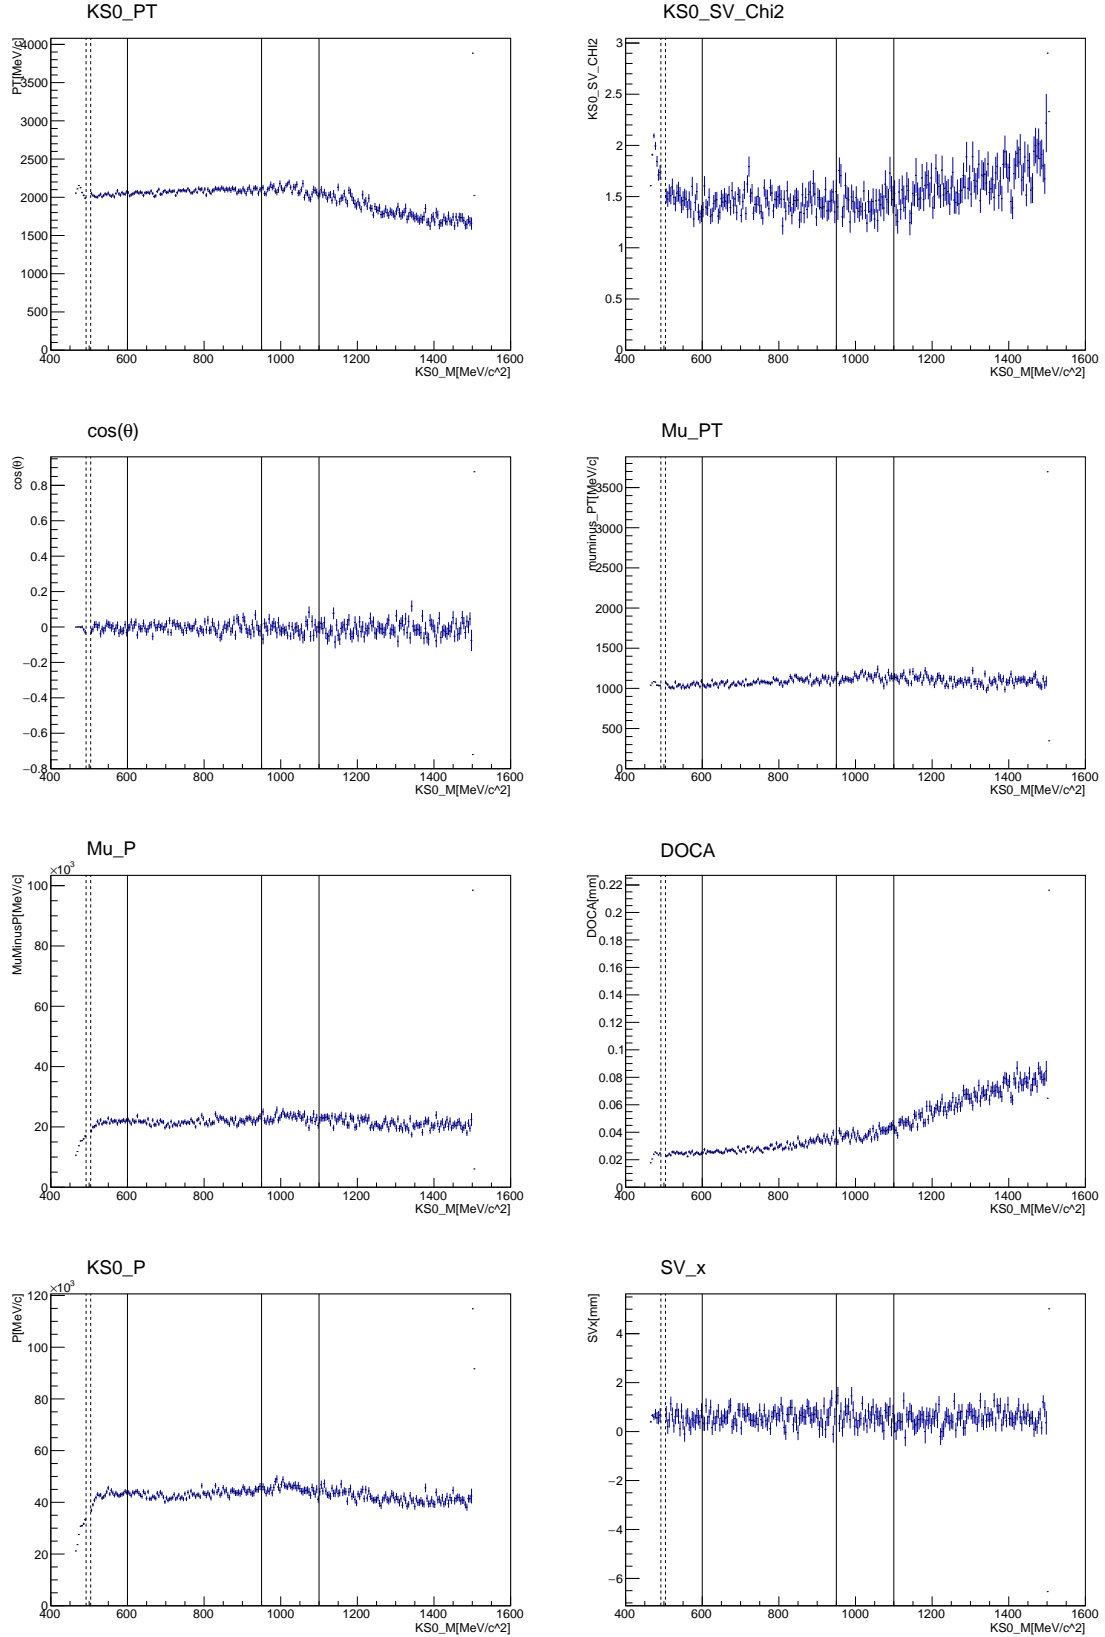 KS0_PT
PT[MeV/c]
4000
3500
3000
2500
2000
1500
1000
500
0
400 600 800 1000 1200 1400 1600
KS0_M[MeV/c^2]
KS0_SV_Chi2
KS0_SV_CHI2
3
2.5
2
1.5
1
0.5
0
400 600 800 1000 1200 1400 1600
KS0_M[MeV/c^2]
cos(θ)
cos(θ)
0.8
0.6
0.4
0.2
0
−0.2
−0.4
−0.6
−0.8
400 600 800 1000 1200 1400 1600
KS0_M[MeV/c^2]
Mu_PT
muminus_PT[MeV/c]
3500
3000
2500
2000
1500
1000
500
0
400 600 800 1000 1200 1400 1600
KS0_M[MeV/c^2]
Mu_P
×10^3
MuMinusP[MeV/c]
100
80
60
40
20
0
400 600 800 1000 1200 1400 1600
KS0_M[MeV/c^2]
DOCA
DOCA[mm]
0.22
0.2
0.18
0.16
0.14
0.12
0.1
0.08
0.06
0.04
0.02
0
400 600 800 1000 1200 1400 1600
KS0_M[MeV/c^2]
KS0_P
×10^3
P[MeV/c]
120
100
80
60
40
20
0
400 600 800 1000 1200 1400 1600
KS0_M[MeV/c^2]
SV_x
SVx[mm]
4
2
0
−2
−4
−6
400 600 800 1000 1200 1400 1600
KS0_M[MeV/c^2]